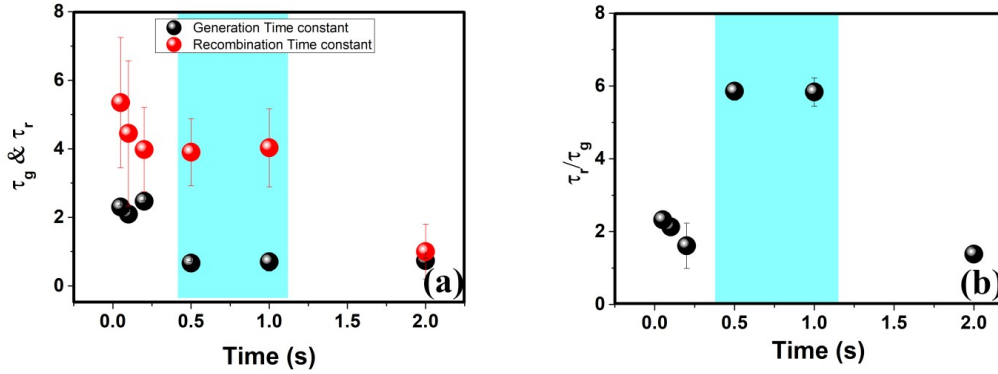 8
6
4
2
0
τg & τr
Generation Time constant
Recombination Time constant
(a)
0.0 0.5 1.0 1.5 2.0
Time (s)
8
6
4
2
0
τr/τg
(b)
0.0 0.5 1.0 1.5 2.0
Time (s)